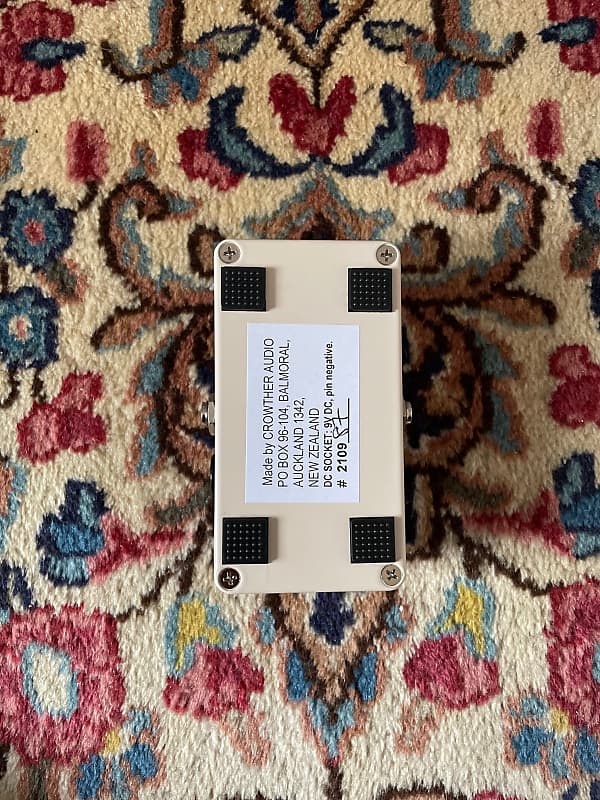 Made by CROWTHER AUDIO
PO BOX 96-104, BALMORAL,
AUCKLAND 1342,
NEW ZEALAND
DC SOCKET: 9V DC, pin negative.
# 2109